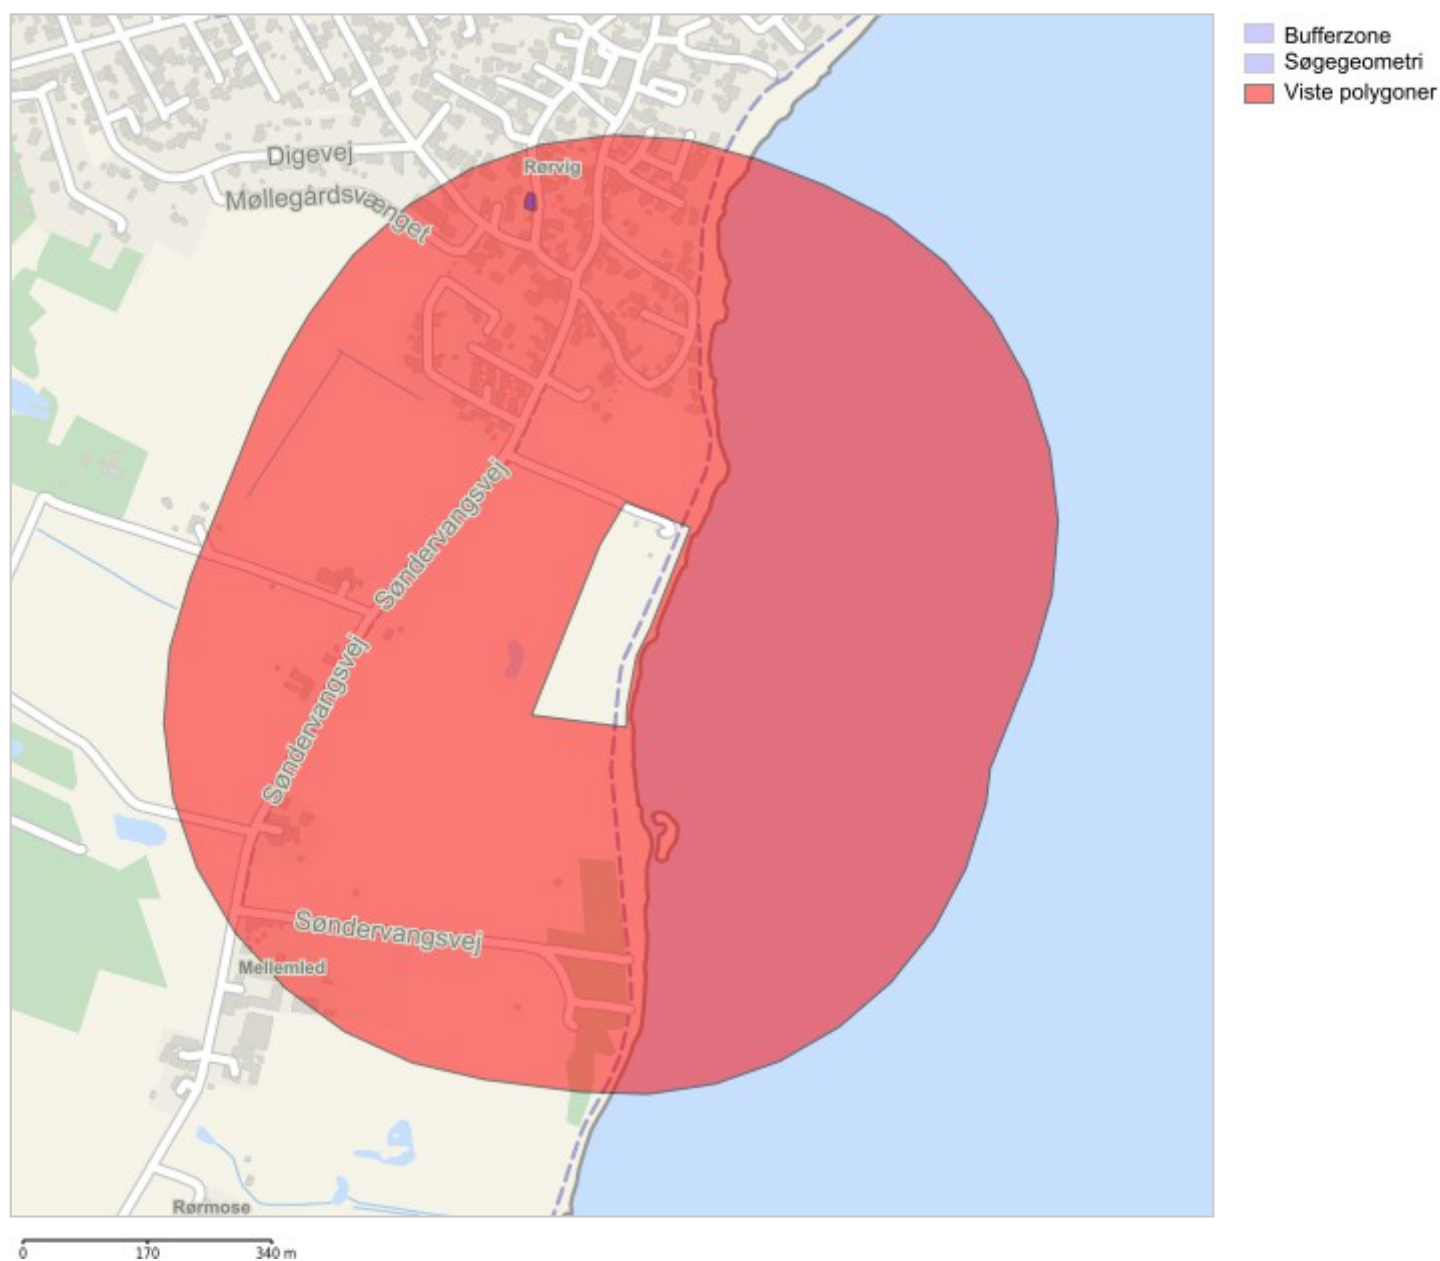 Bufferzone
Søgegeometri
Viste polygoner
Digevej
Rørvig
Møllegårdsvænget
Søndervangsvej
Søndervangsvej
Søndervangsvej
Mellemled
Rørmose
0 170 340 m